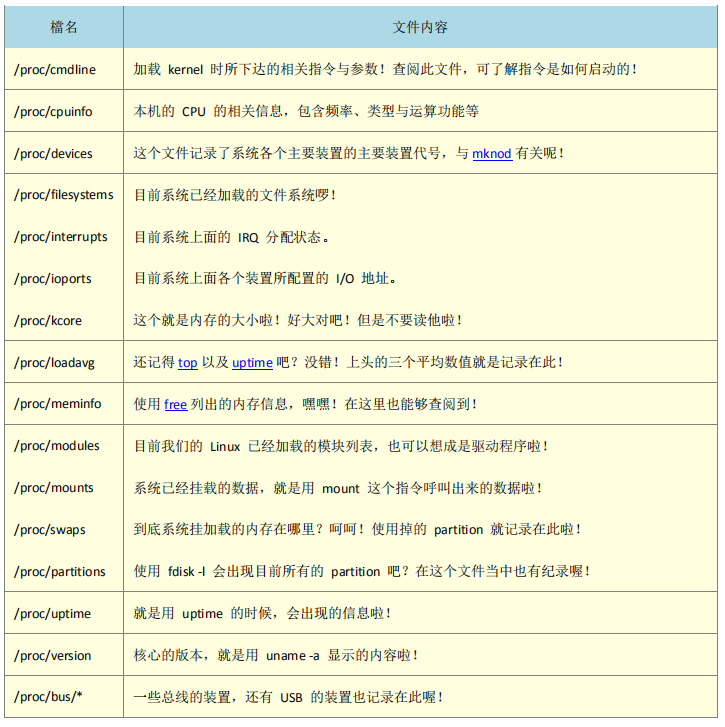 檔名 文件内容
/proc/cmdline 加载 kernel 时所下达的相关指令与参数！查阅此文件，可了解指令是如何启动的！
/proc/cpuinfo 本机的 CPU 的相关信息，包含频率、类型与运算功能等
/proc/devices 这个文件记录了系统各个主要装置的主要装置代号，与 mknod 有关呢！
/proc/filesystems 目前系统已经加载的文件系统啰！
/proc/interrupts 目前系统上面的 IRQ 分配状态。
/proc/ioports 目前系统上面各个装置所配置的 I/O 地址。
/proc/kcore 这个就是内存的大小啦！好大对吧！但是不要读他啦！
/proc/loadavg 还记得 top 以及 uptime 吧？没错！上头的三个平均数值就是记录在此！
/proc/meminfo 使用 free 列出的内存信息，嘿嘿！在这里也能够查阅到！
/proc/modules 目前我们的 Linux 已经加载的模块列表，也可以想成是驱动程序啦！
/proc/mounts 系统已经挂载的数据，就是用 mount 这个指令呼叫出来的数据啦！
/proc/swaps 到底系统挂加载的内存在哪里？呵呵！使用掉的 partition 就记录在此啦！
/proc/partitions 使用 fdisk -l 会出现目前所有的 partition 吧？在这个文件当中也有纪录喔！
/proc/uptime 就是用 uptime 的时候，会出现的信息啦！
/proc/version 核心的版本，就是用 uname -a 显示的内容啦！
/proc/bus/* 一些总线的装置，还有 USB 的装置也记录在此喔！